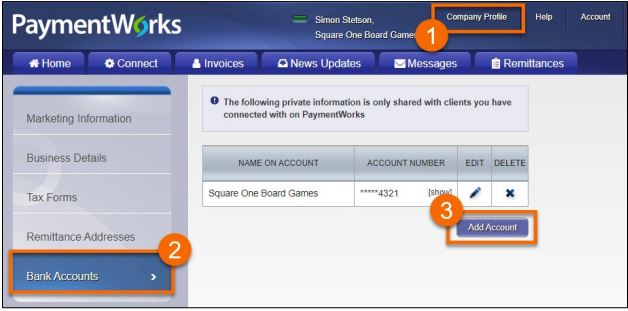 PaymentWorks
Simon Stetson,
Square One Board Games
Company Profile
Help
Account
1
Home
Connect
Invoices
News Updates
Messages
Remittances
Marketing Information
Business Details
Tax Forms
Remittance Addresses
2
Bank Accounts
The following private information is only shared with clients you have
connected with on PaymentWorks
NAME ON ACCOUNT ACCOUNT NUMBER EDIT DELETE
Square One Board Games *****4321 [show]
3
Add Account